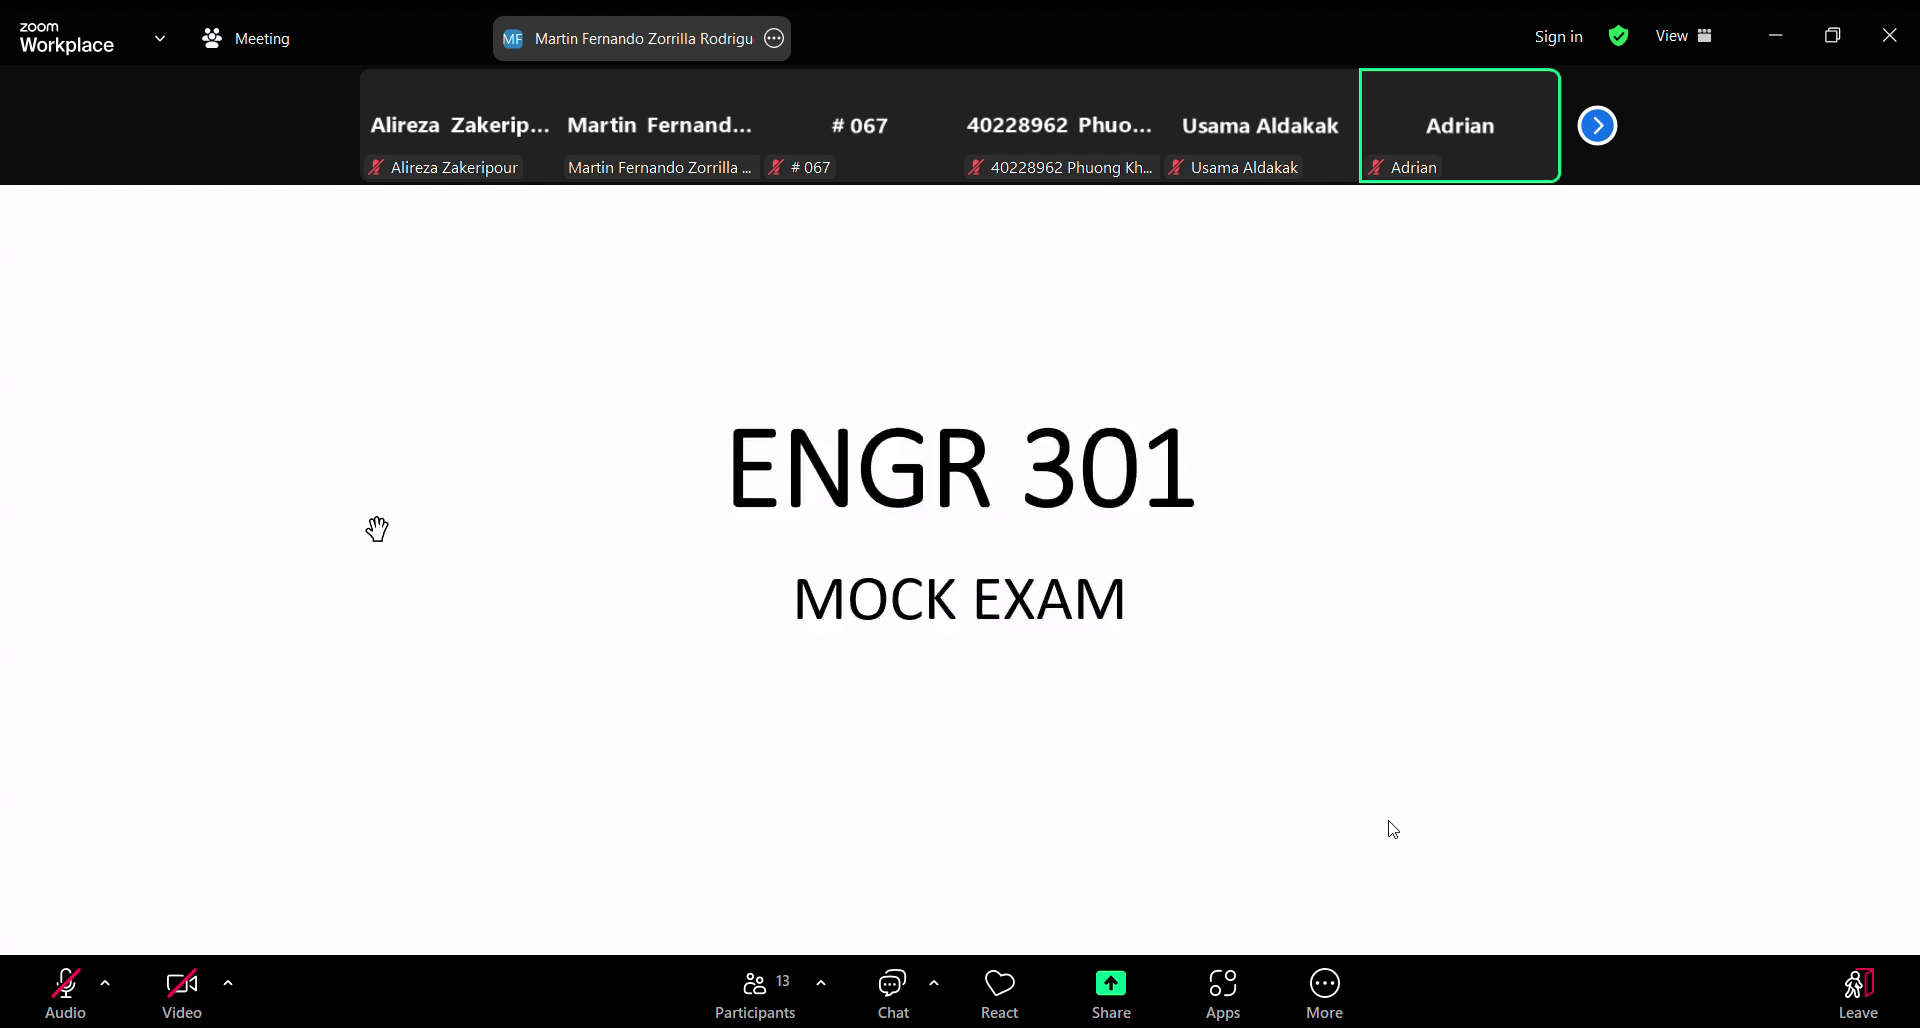 zoom
Workplace
Meeting
MF Martin Fernando Zorrilla Rodrigu
Sign in
View
Alireza Zakerip...
Martin Fernand...
# 067
40228962 Phuo...
Usama Aldakak
Adrian
Alireza Zakeripour
Martin Fernando Zorrilla ...
# 067
40228962 Phuong Kh...
Usama Aldakak
Adrian
ENGR 301
MOCK EXAM
13
Audio
Video
Participants
Chat
React
Share
Apps
More
Leave